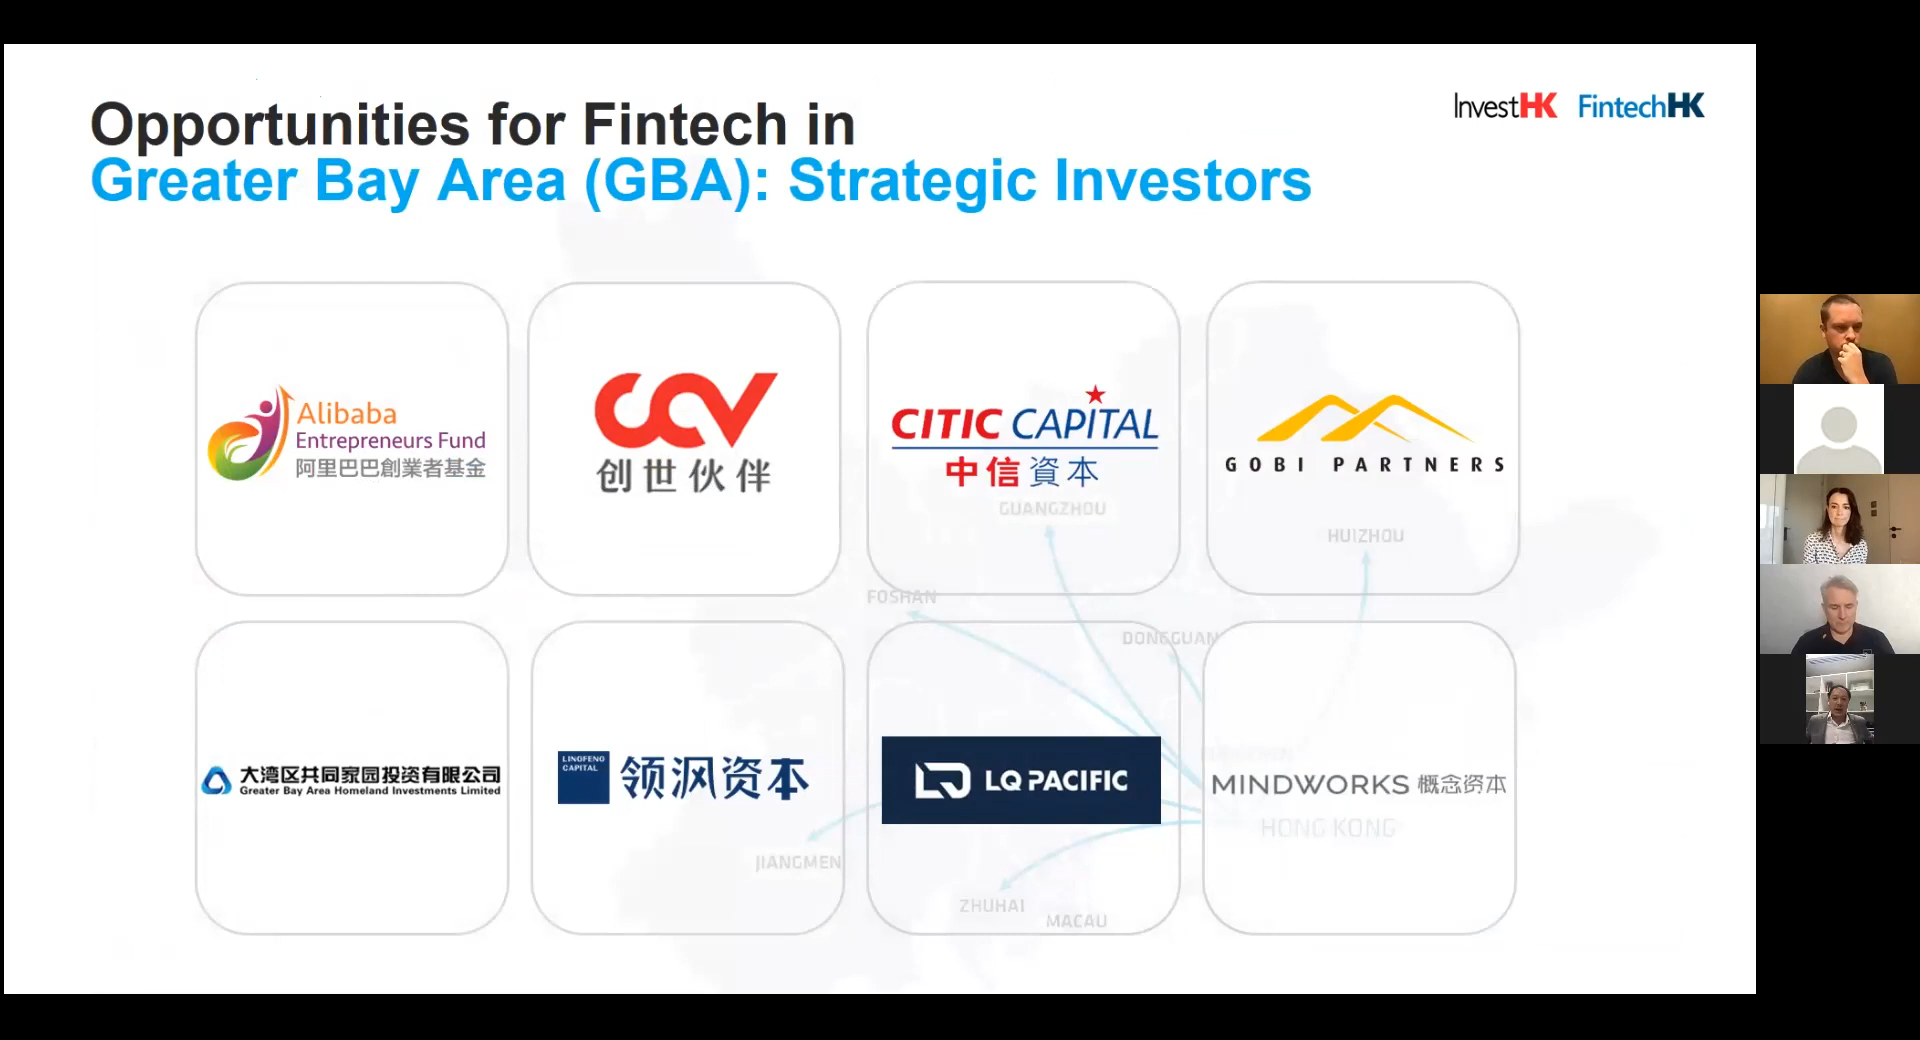 Opportunities for Fintech in
Greater Bay Area (GBA): Strategic Investors
InvestHK FintechHK
Alibaba
Entrepreneurs Fund
阿里巴巴創業者基金
CCV
创世伙伴
CITIC CAPITAL
中信資本
GOBI PARTNERS
GUANGZHOU
HUIZHOU
FOSHAN
DONGGUAN
大湾区共同家园投资有限公司
Greater Bay Area Homeland Investments Limited
LINGFENG
CAPITAL
领沨资本
LQ PACIFIC
MINDWORKS 概念资本
HONG KONG
JIANGMEN
ZHUHAI
MACAU